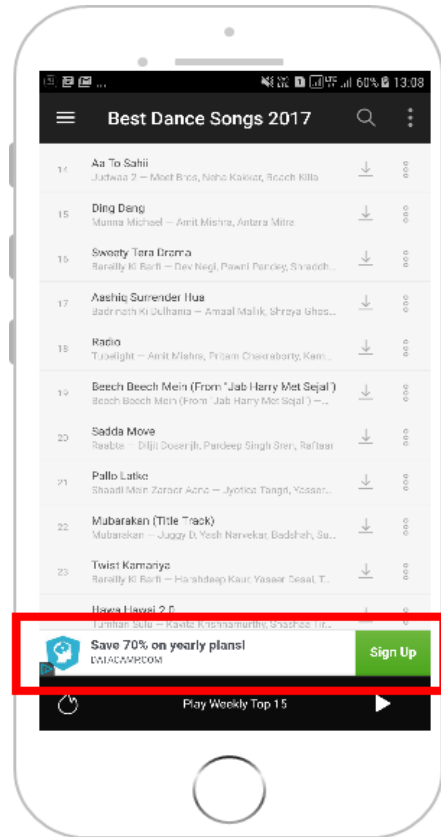 ... 60% 13:08
Best Dance Songs 2017
14 Aa To Sahii
Judwaa 2 — Meet Bros, Neha Kakkar, Roach Killa
15 Ding Dang
Munna Michael — Amit Mishra, Antara Mitra
16 Sweety Tera Drama
Bareilly Ki Barfi — Dev Negi, Pawni Pandey, Shraddh...
17 Aashiq Surrender Hua
Badrinath Ki Dulhania — Amaal Mallik, Shreya Ghos...
18 Radio
Tubelight — Amit Mishra, Pritam Chakraborty, Kam...
19 Beech Beech Mein (From "Jab Harry Met Sejal")
Beech Beech Mein (From "Jab Harry Met Sejal") —...
20 Sadda Move
Raabta — Diljit Dosanjh, Pardeep Singh Sran, Raftaar
21 Pallo Latke
Shaadi Mein Zaroor Aana — Jyotica Tangri, Yasser...
22 Mubarakan (Title Track)
Mubarakan — Juggy D, Yash Narvekar, Badshah, Su...
23 Twist Kamariya
Bareilly Ki Barfi — Harshdeep Kaur, Yasser Desai, T...
Hawa Hawai 2.0
Tumhari Sulu — Kavita Krishnamurthy, Shashaa Tir...
Save 70% on yearly plans!
DATACAMP.COM
Sign Up
Play Weekly Top 15